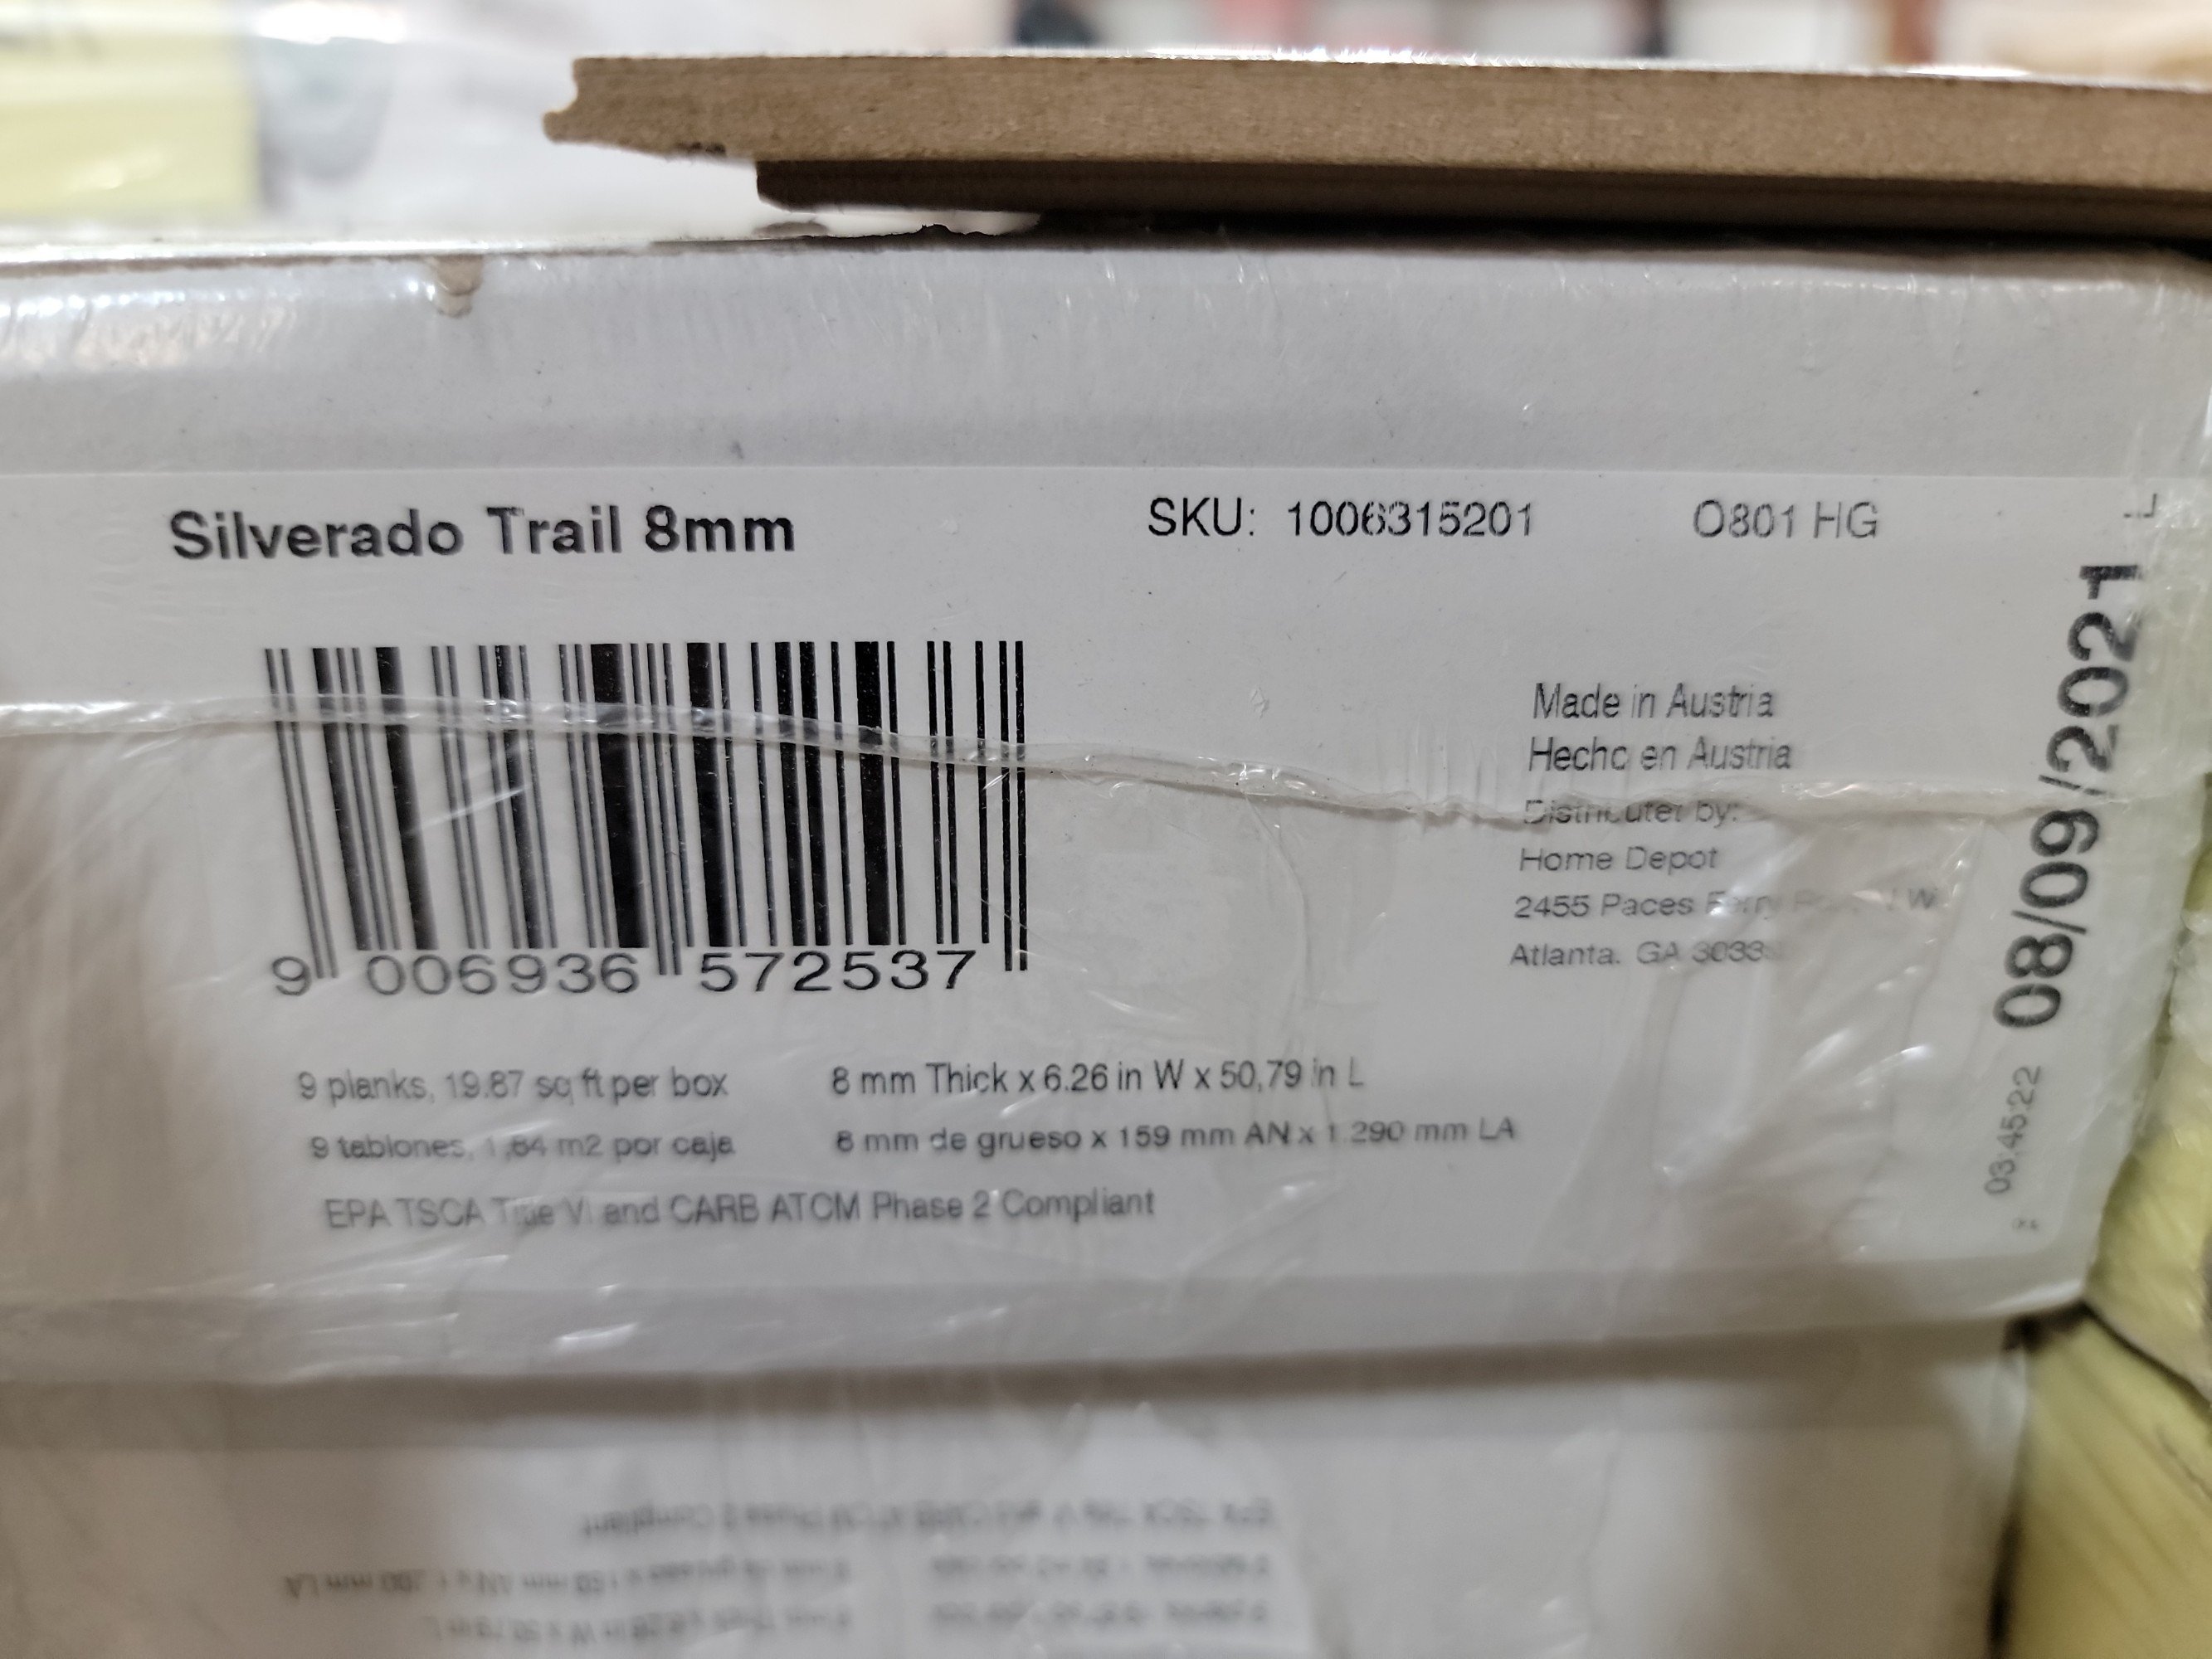 Silverado Trail 8mm
SKU: 1006315201
O801 HG
9 006936 572537
Made in Austria
Hecho en Austria
by:
Home Depot
2455 Paces Ferry
Atlanta. GA
9 planks, 19.87 sq ft per box
8 mm Thick x 6.26 in W x 50,79 in L
9 tablones, 1,84 m2 por caja
8 mm de grueso x 159 mm AN x 1.290 mm LA
EPA TSCA Title VI and CARB ATCM Phase 2 Compliant
08/09/2021
03:45:22